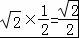 √2 × 1/2 = √2/2